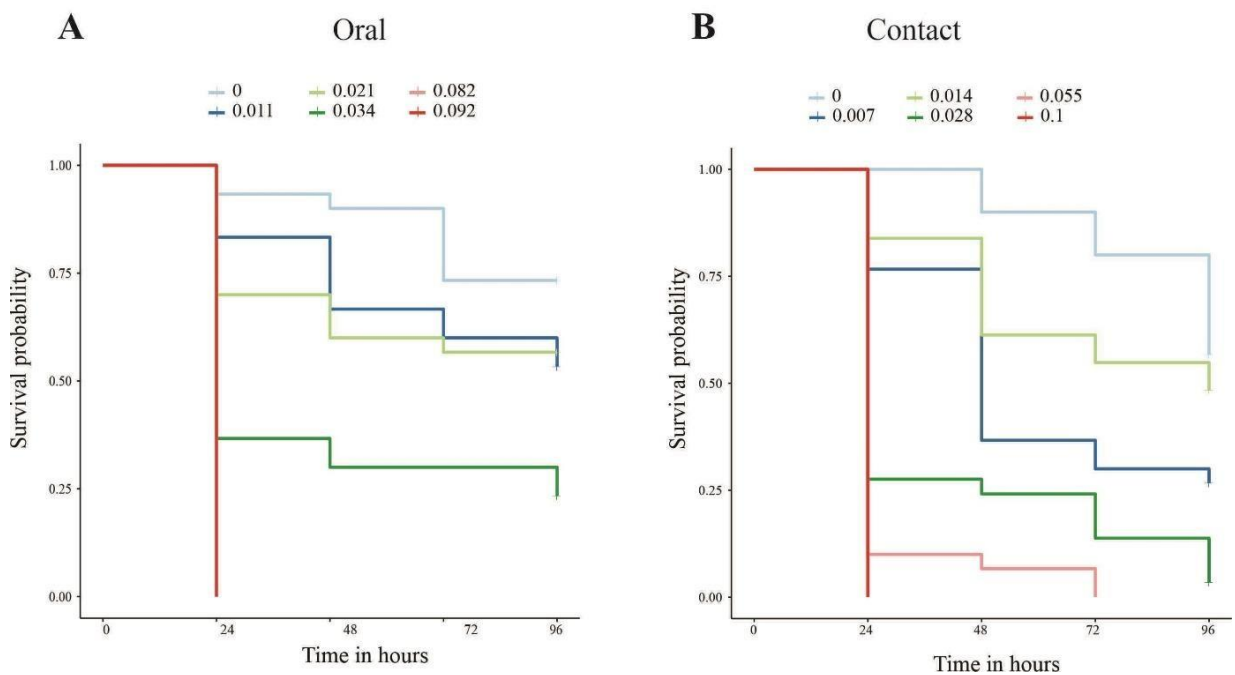 A Oral
0 0.021 0.082
0.011 0.034 0.092
1.00
0.75
0.50
0.25
0.00
Survival probability
0 24 48 72 96
Time in hours
B Contact
0 0.014 0.055
0.007 0.028 0.1
1.00
0.75
0.50
0.25
0.00
Survival probability
0 24 48 72 96
Time in hours